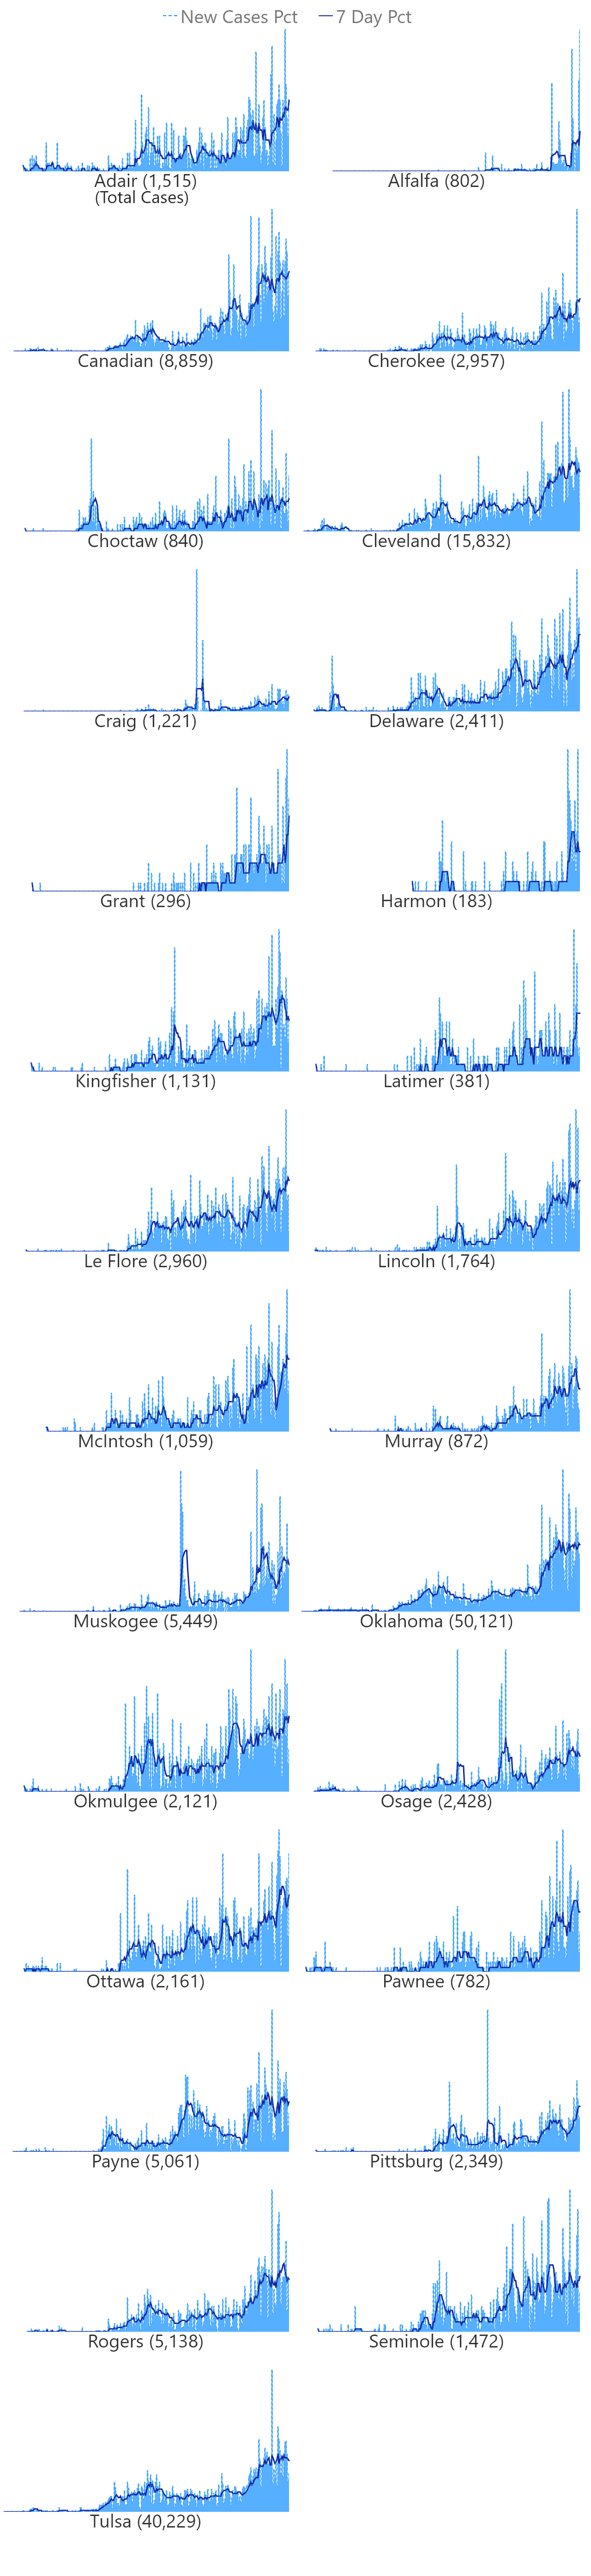 New Cases Pct 7 Day Pct
Adair (1,515) Alfalfa (802)
(Total Cases)
Canadian (8,859) Cherokee (2,957)
Choctaw (840) Cleveland (15,832)
Craig (1,221) Delaware (2,411)
Grant (296) Harmon (183)
Kingfisher (1,131) Latimer (381)
Le Flore (2,960) Lincoln (1,764)
McIntosh (1,059) Murray (872)
Muskogee (5,449) Oklahoma (50,121)
Okmulgee (2,121) Osage (2,428)
Ottawa (2,161) Pawnee (782)
Payne (5,061) Pittsburg (2,349)
Rogers (5,138) Seminole (1,472)
Tulsa (40,229)